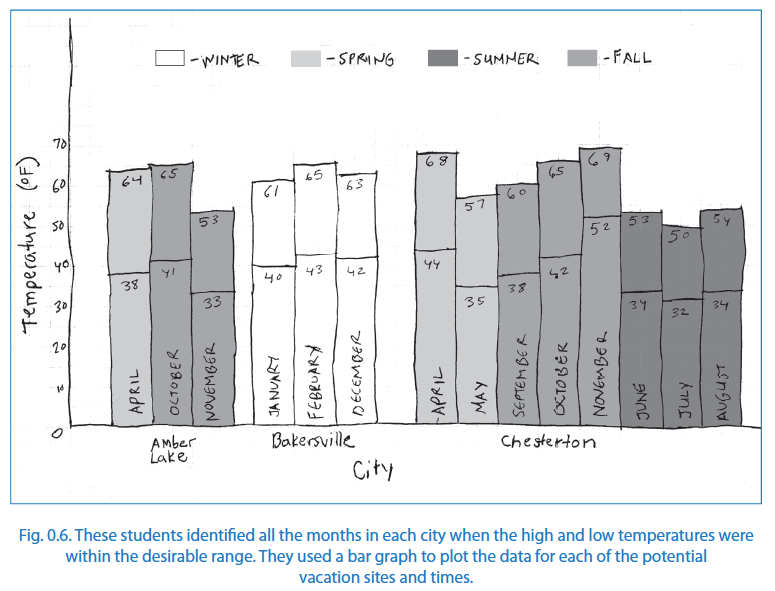 -WINTER -SPRING -SUMMER -FALL
Temperature (oF)
70
60
50
40
30
20
10
0
64 65 53
38 41 33
APRIL OCTOBER NOVEMBER
61 65 63
40 43 42
JANUARY FEBRUARY DECEMBER
68 57 60 65 69 53 50 54
44 35 38 42 52 34 32 34
APRIL MAY SEPTEMBER OCTOBER NOVEMBER JUNE JULY AUGUST
Amber
Lake
Bakersville
Chesterton
City
Fig. 0.6. These students identified all the months in each city when the high and low temperatures were
within the desirable range. They used a bar graph to plot the data for each of the potential
vacation sites and times.